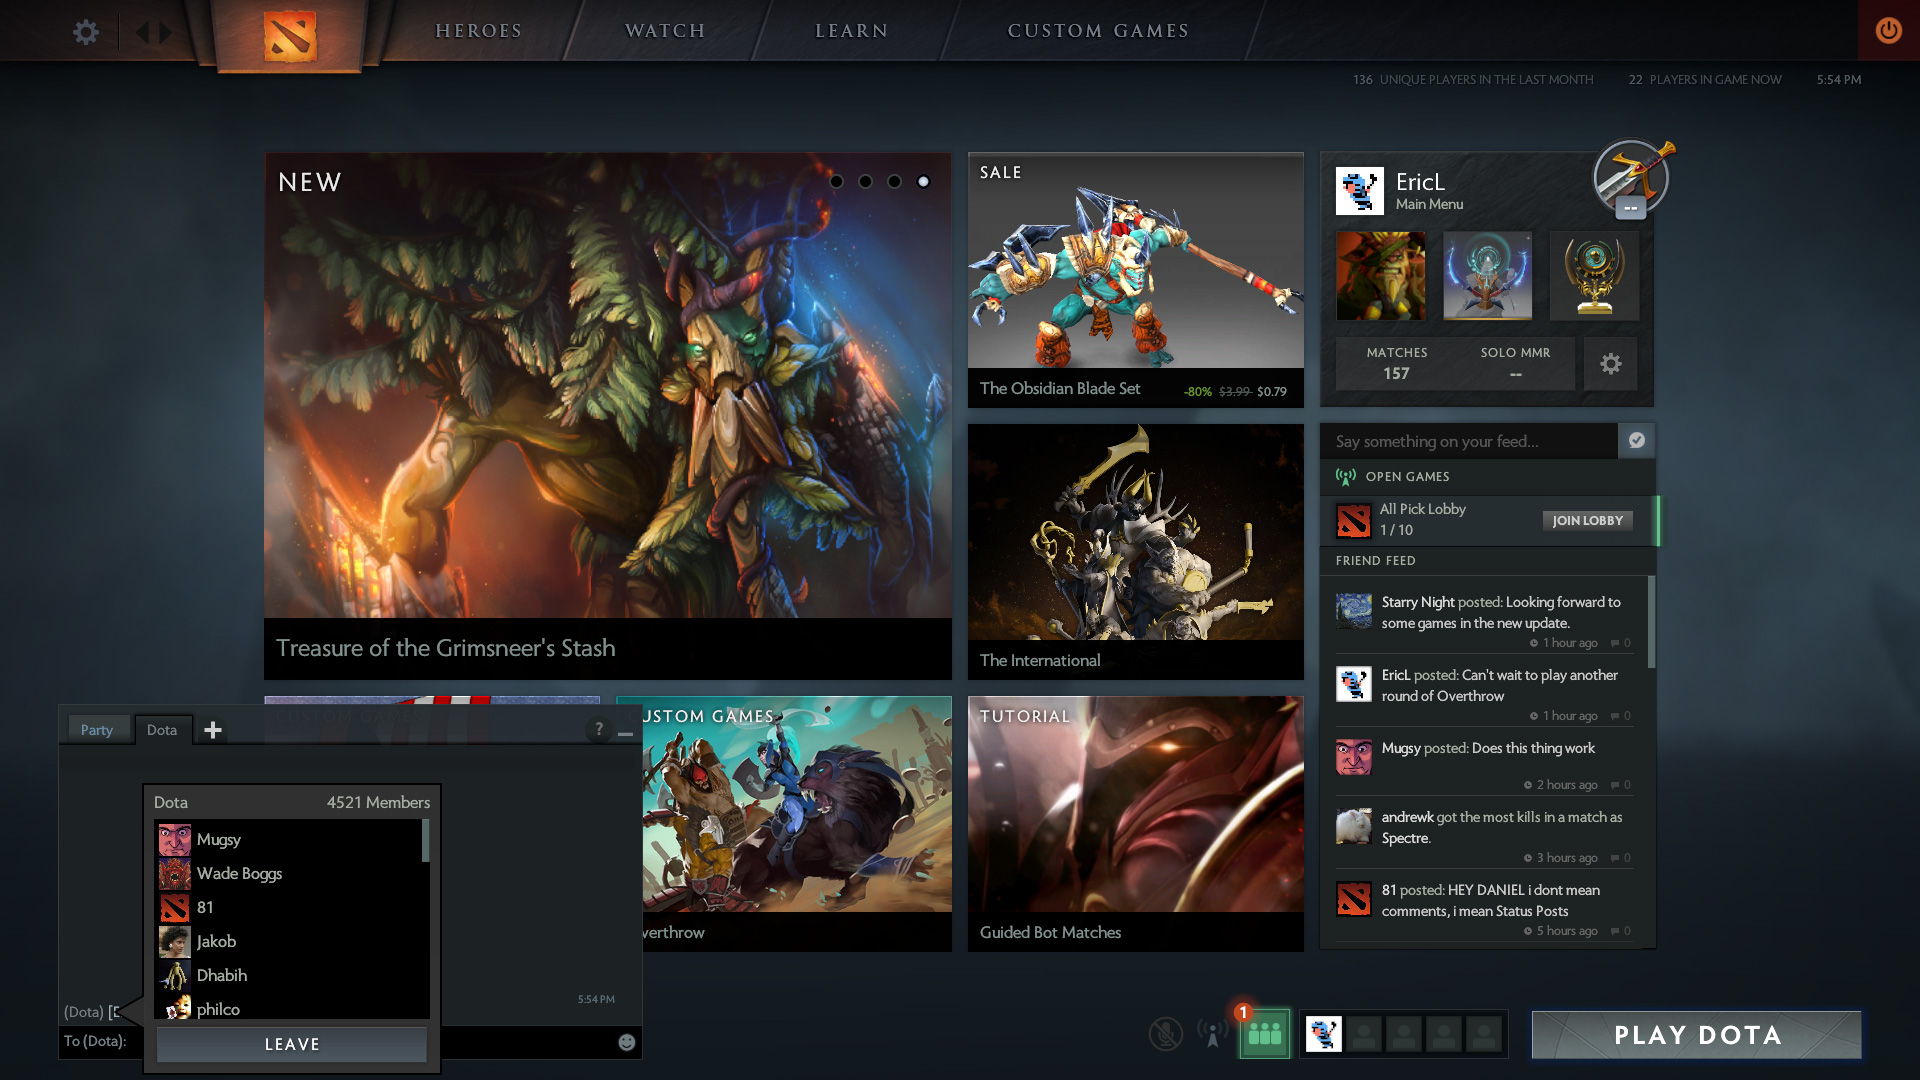 HEROES
WATCH
LEARN
CUSTOM GAMES
136 UNIQUE PLAYERS IN THE LAST MONTH
22 PLAYERS IN GAME NOW
5:54 PM
NEW
Treasure of the Grimsneer's Stash
SALE
The Obsidian Blade Set
-80% $3.99 $0.79
The International
CUSTOM GAMES
USTOM GAMES
verthrow
TUTORIAL
Guided Bot Matches
EricL
Main Menu
--
MATCHES
157
SOLO MMR
--
Say something on your feed...
OPEN GAMES
All Pick Lobby
1 / 10
JOIN LOBBY
FRIEND FEED
Starry Night posted: Looking forward to
some games in the new update.
1 hour ago 0
EricL posted: Can't wait to play another
round of Overthrow
1 hour ago 0
Mugsy posted: Does this thing work
2 hours ago 0
andrewk got the most kills in a match as
Spectre.
3 hours ago 0
81 posted: HEY DANIEL i dont mean
comments, i mean Status Posts
5 hours ago 0
Party
Dota
?
Dota
4521 Members
Mugsy
Wade Boggs
81
Jakob
Dhabih
philco
LEAVE
5:54 PM
(Dota) [E
To (Dota):
1
PLAY DOTA